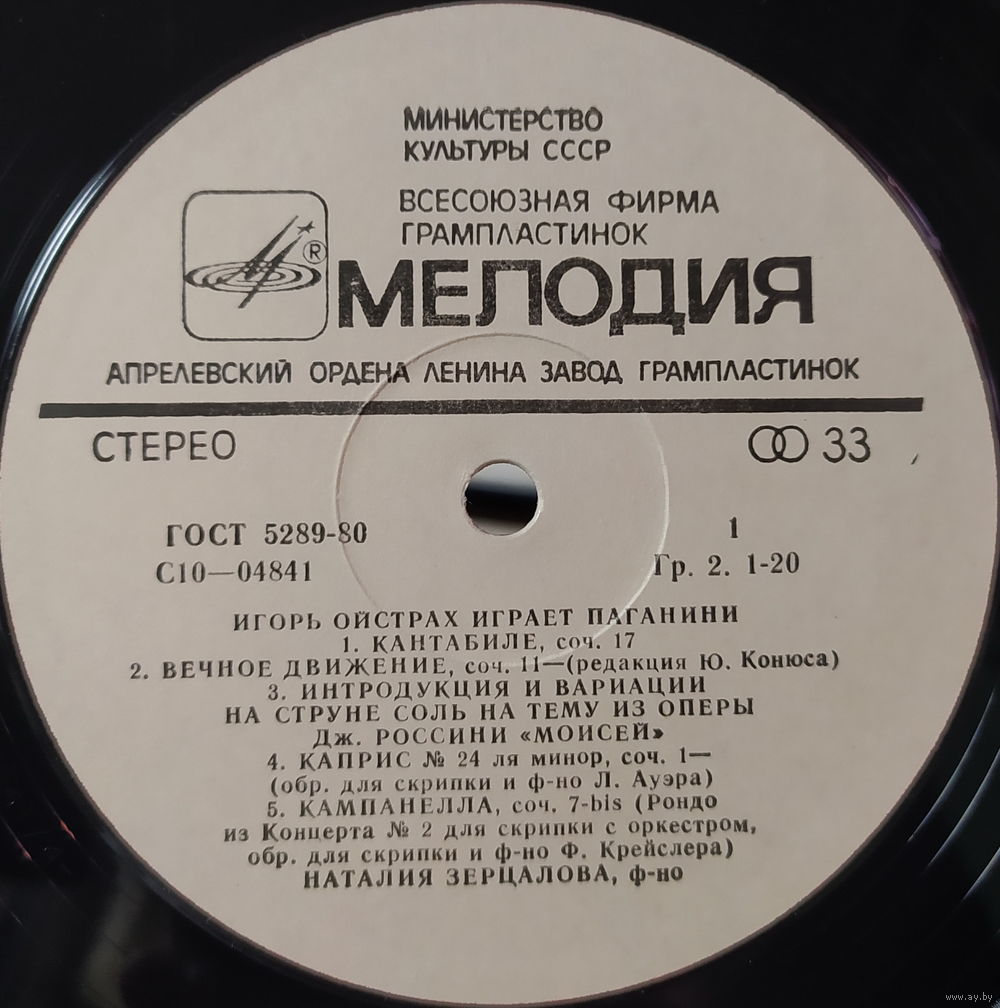 МИНИСТЕРСТВО
КУЛЬТУРЫ СССР
ВСЕСОЮЗНАЯ ФИРМА
ГРАМПЛАСТИНОК
®
МЕЛОДИЯ
АПРЕЛЕВСКИЙ ОРДЕНА ЛЕНИНА ЗАВОД ГРАМПЛАСТИНОК
СТЕРЕО 33
ГОСТ 5289-80 1
С10—04841 Гр. 2. 1-20
ИГОРЬ ОЙСТРАХ ИГРАЕТ ПАГАНИНИ
1. КАНТАБИЛЕ, соч. 17
2. ВЕЧНОЕ ДВИЖЕНИЕ, соч. 11—(редакция Ю. Конюса)
3. ИНТРОДУКЦИЯ И ВАРИАЦИИ
НА СТРУНЕ СОЛЬ НА ТЕМУ ИЗ ОПЕРЫ
Дж. РОССИНИ «МОИСЕЙ»
4. КАПРИС № 24 ля минор, соч. 1—
(обр. для скрипки и ф-но Л. Ауэра)
5. КАМПАНЕЛЛА, соч. 7-bis (Рондо
из Концерта № 2 для скрипки с оркестром,
обр. для скрипки и ф-но Ф. Крейслера)
НАТАЛИЯ ЗЕРЦАЛОВА, ф-но
www.ay.by